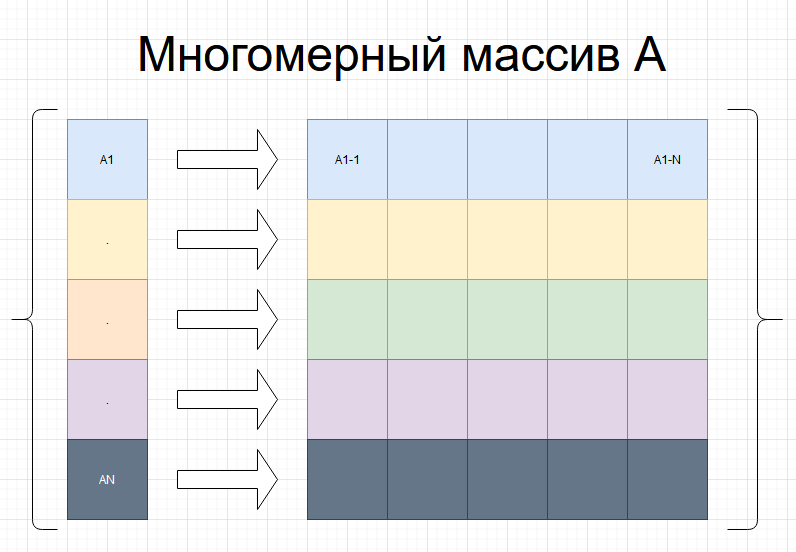 Многомерный массив А
A1
A1-1
A1-N
.
.
.
AN